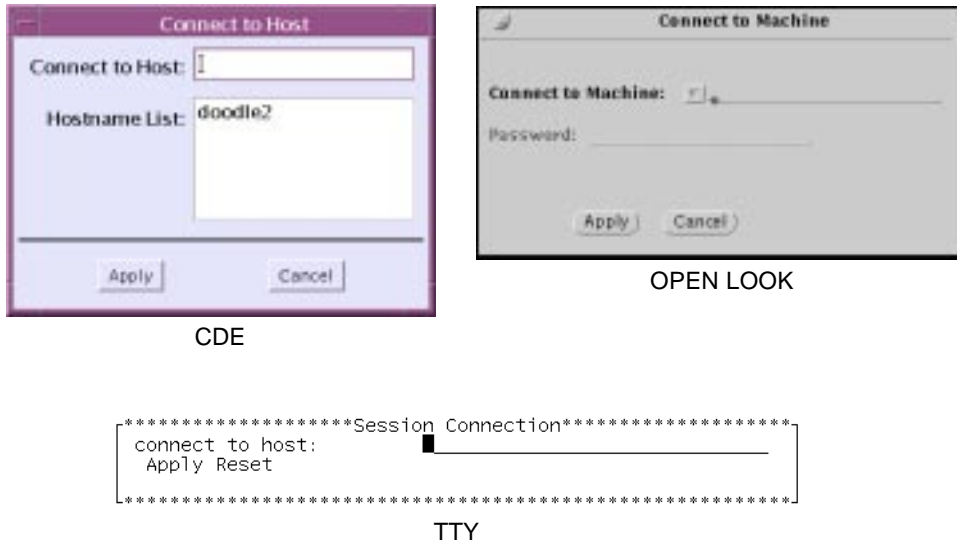 Connect to Host
Connect to Host:
Hostname List:
doodle2
Apply Cancel
CDE
Connect to Machine
Connect to Machine:
Password:
Apply Cancel
OPEN LOOK
*******************Session Connection*******************
connect to host:
Apply Reset
********************************************************
TTY